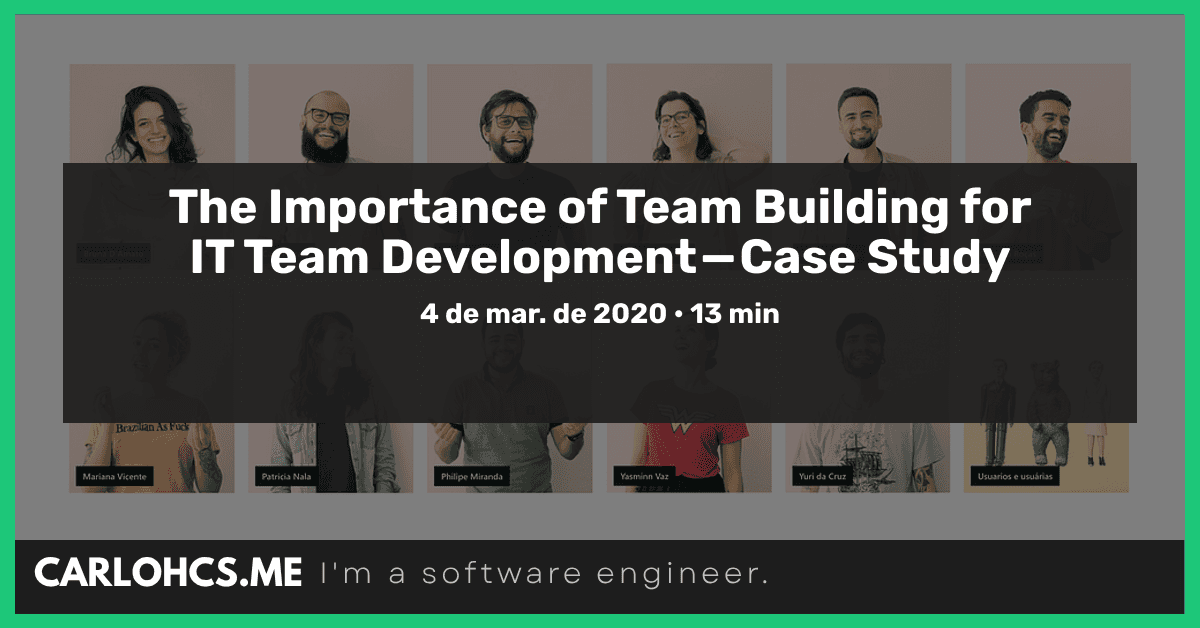 The Importance of Team Building for
IT Team Development—Case Study
4 de mar. de 2020 • 13 min
Brazilian As Fuck
Mariana Vicente
Patricia Nala
Philipe Miranda
Yasminn Vaz
Yuri da Cruz
Usuarios e usuárias
CARLOHCS.ME I'm a software engineer.